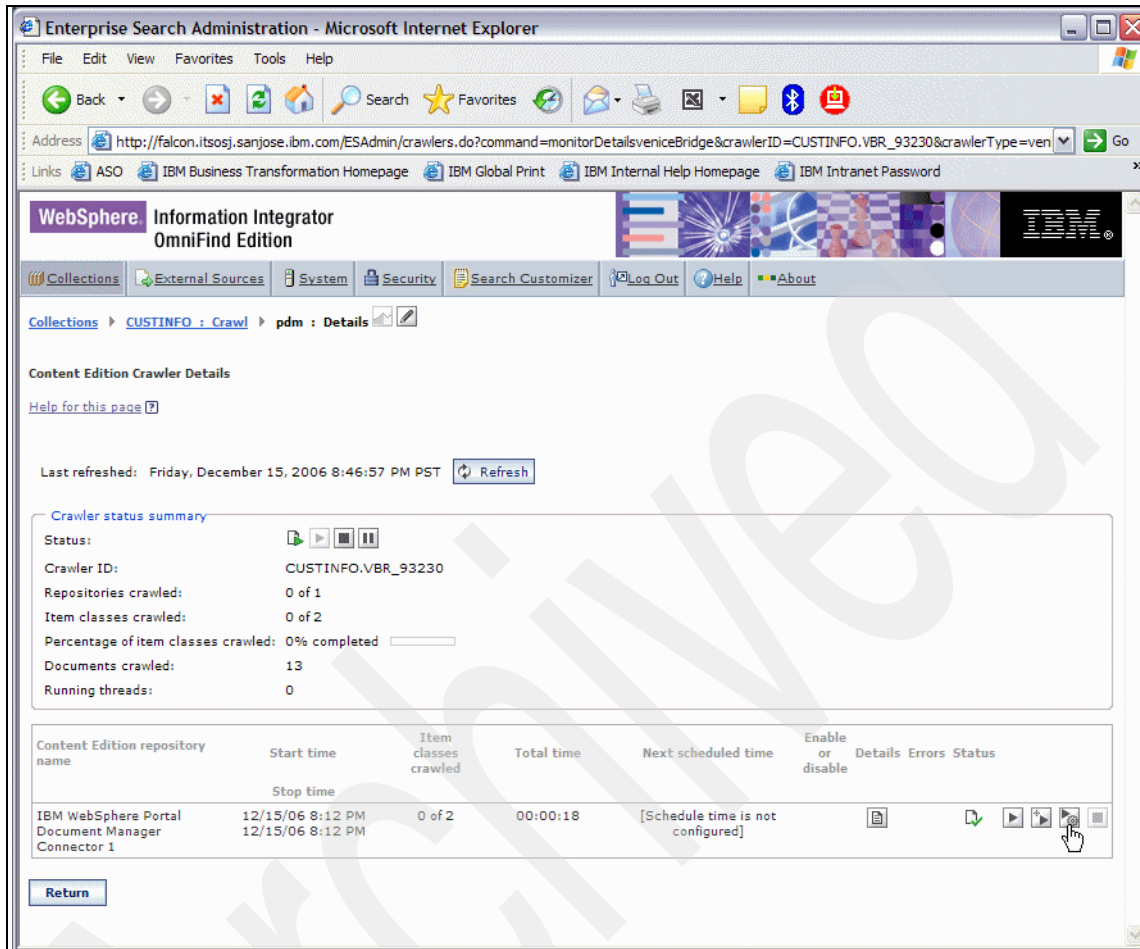 Enterprise Search Administration - Microsoft Internet Explorer
File Edit View Favorites Tools Help
Back Search Favorites
Address http://falcon.itsosj.sanjose.ibm.com/ESAdmin/crawlers.do?command=monitorDetailsveniceBridge&crawlerID=CUSTINFO.VBR_93230&crawlerType=ven Go
Links ASO IBM Business Transformation Homepage IBM Global Print IBM Internal Help Homepage IBM Intranet Password »
WebSphere. Information Integrator
OmniFind Edition
IBM®
Collections External Sources System Security Search Customizer Log Out Help About
Collections CUSTINFO : Crawl pdm : Details
Content Edition Crawler Details
Help for this page ?
Last refreshed: Friday, December 15, 2006 8:46:57 PM PST Refresh
Crawler status summary
Status:
Crawler ID: CUSTINFO.VBR_93230
Repositories crawled: 0 of 1
Item classes crawled: 0 of 2
Percentage of item classes crawled: 0% completed
Documents crawled: 13
Running threads: 0
Content Edition repository name Start time Item classes crawled Total time Next scheduled time Enable or disable Details Errors Status
Stop time
IBM WebSphere Portal 12/15/06 8:12 PM 0 of 2 00:00:18 [Schedule time is not
Document Manager 12/15/06 8:12 PM configured]
Connector 1
Return
Archived